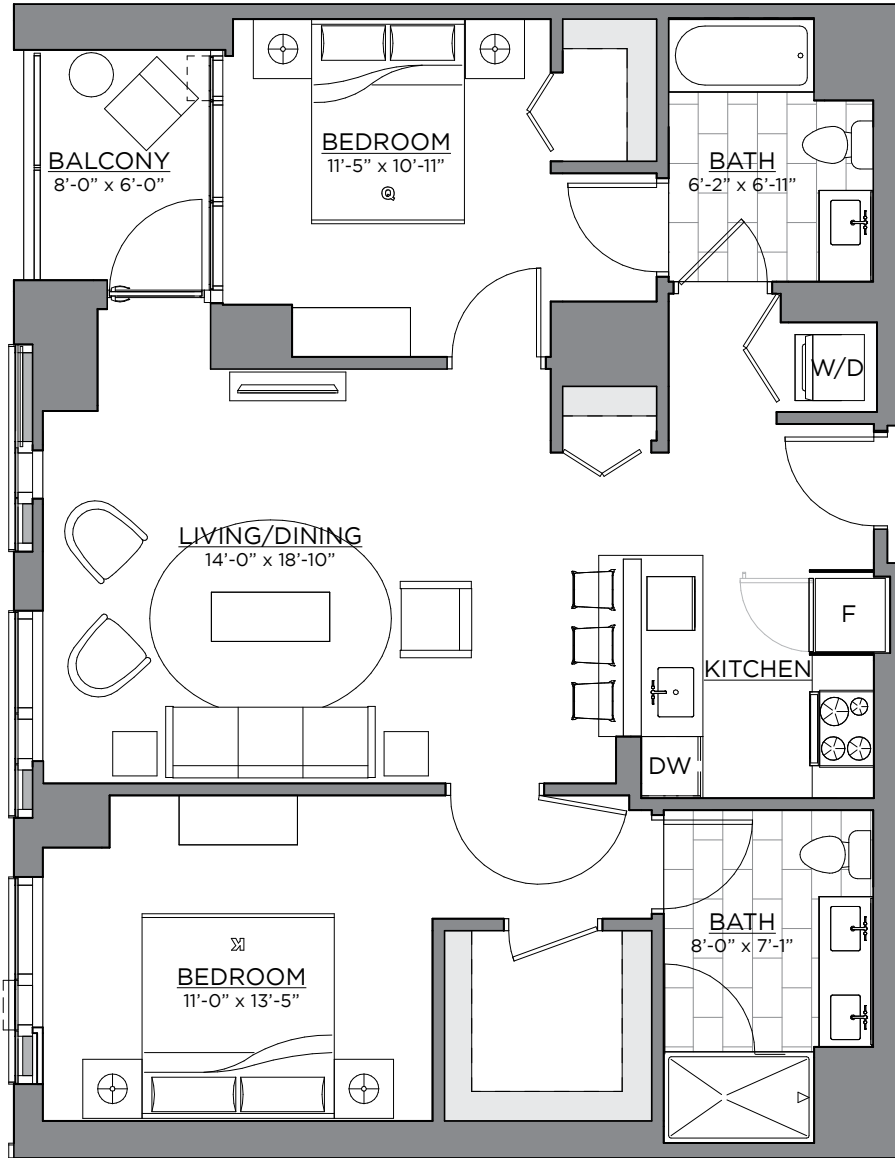 BEDROOM
11'-5” x 10'-11”
Q
BALCONY
8'-0” x 6'-0”
BATH
6'-2” x 6'-11”
W/D
LIVING/DINING
14'-0” x 18'-10”
F
KITCHEN
DW
BATH
8'-0” x 7'-1”
K
BEDROOM
11'-0” x 13'-5”